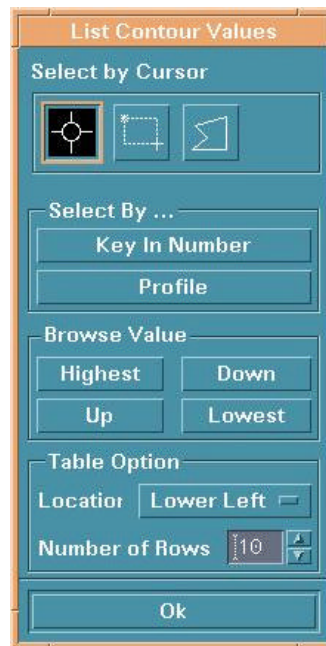 List Contour Values
Select by Cursor
Select By ...
Key In Number
Profile
Browse Value
Highest Down
Up Lowest
Table Option
Location Lower Left
Number of Rows 10
Ok